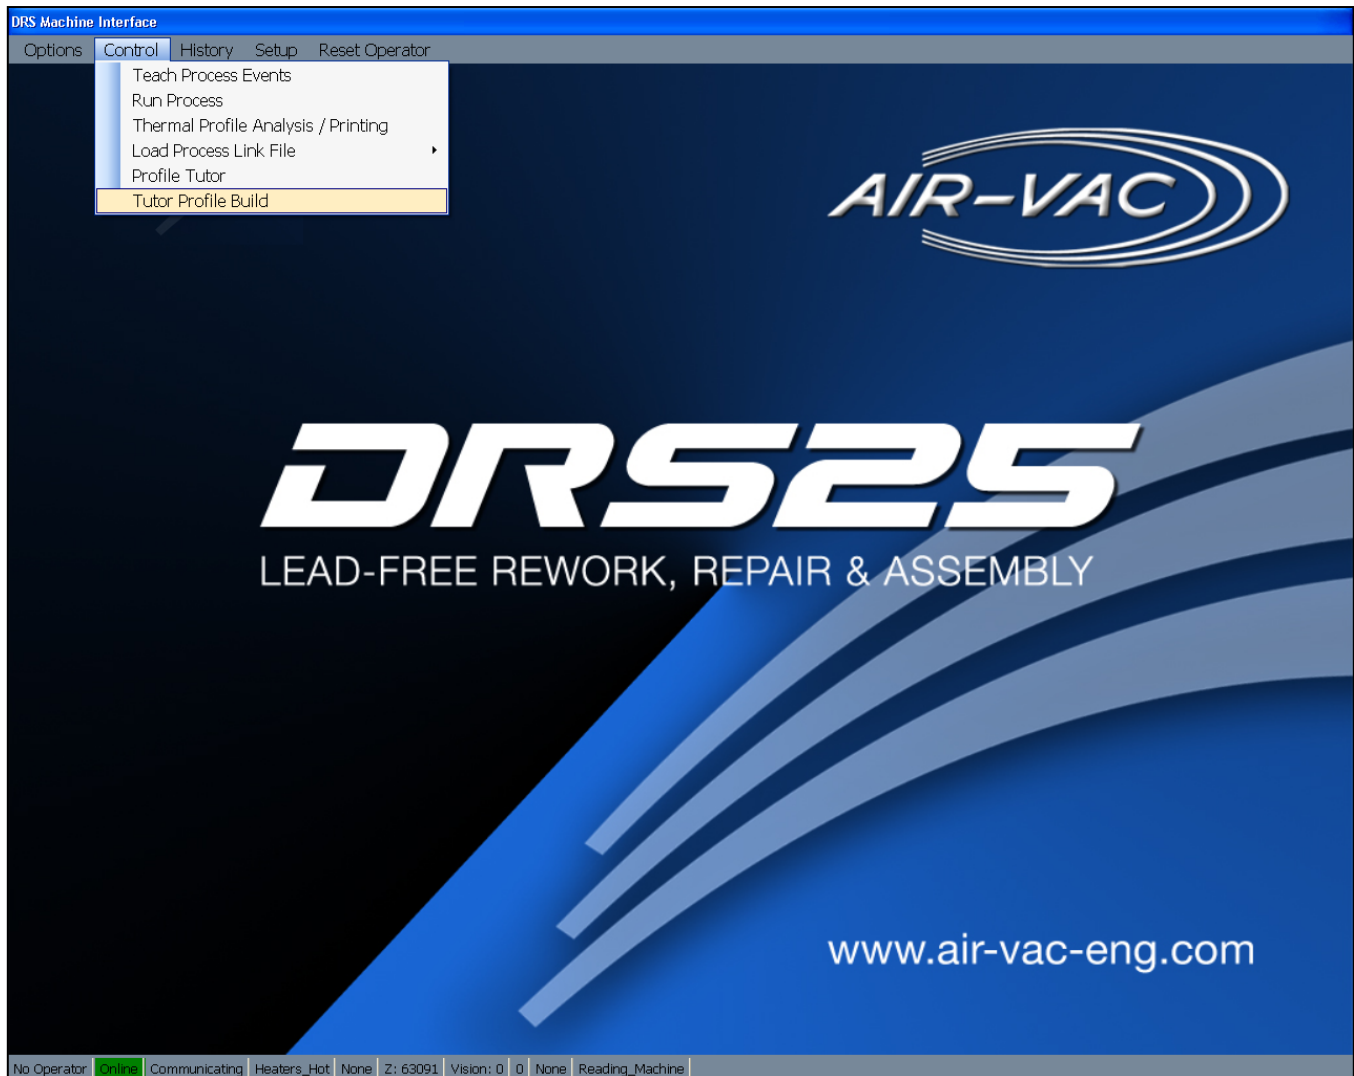 DRS Machine Interface
Options Control History Setup Reset Operator
Teach Process Events
Run Process
Thermal Profile Analysis / Printing
Load Process Link File
Profile Tutor
Tutor Profile Build
AIR-VAC
DRS25
LEAD-FREE REWORK, REPAIR & ASSEMBLY
www.air-vac-eng.com
No Operator Online Communicating Heaters_Hot None Z: 63091 Vision: 0 0 None Reading_Machine